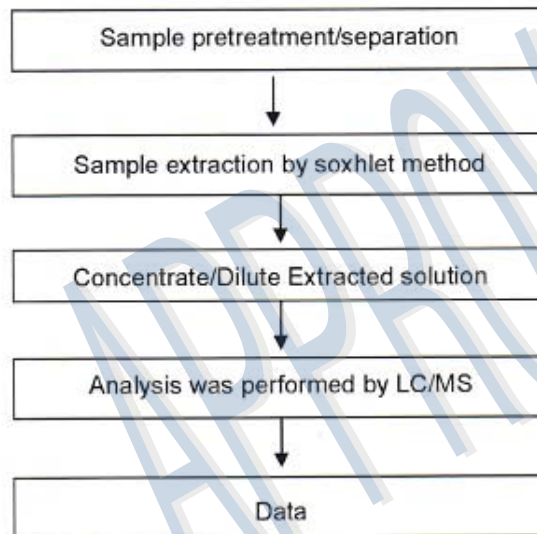 Sample pretreatment/separation
Sample extraction by soxhlet method
Concentrate/Dilute Extracted solution
Analysis was performed by LC/MS
Data